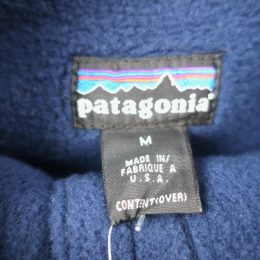 patagonia
M
MADE IN/
FABRIQUE A
U.S.A.
CONTENT(OVER)